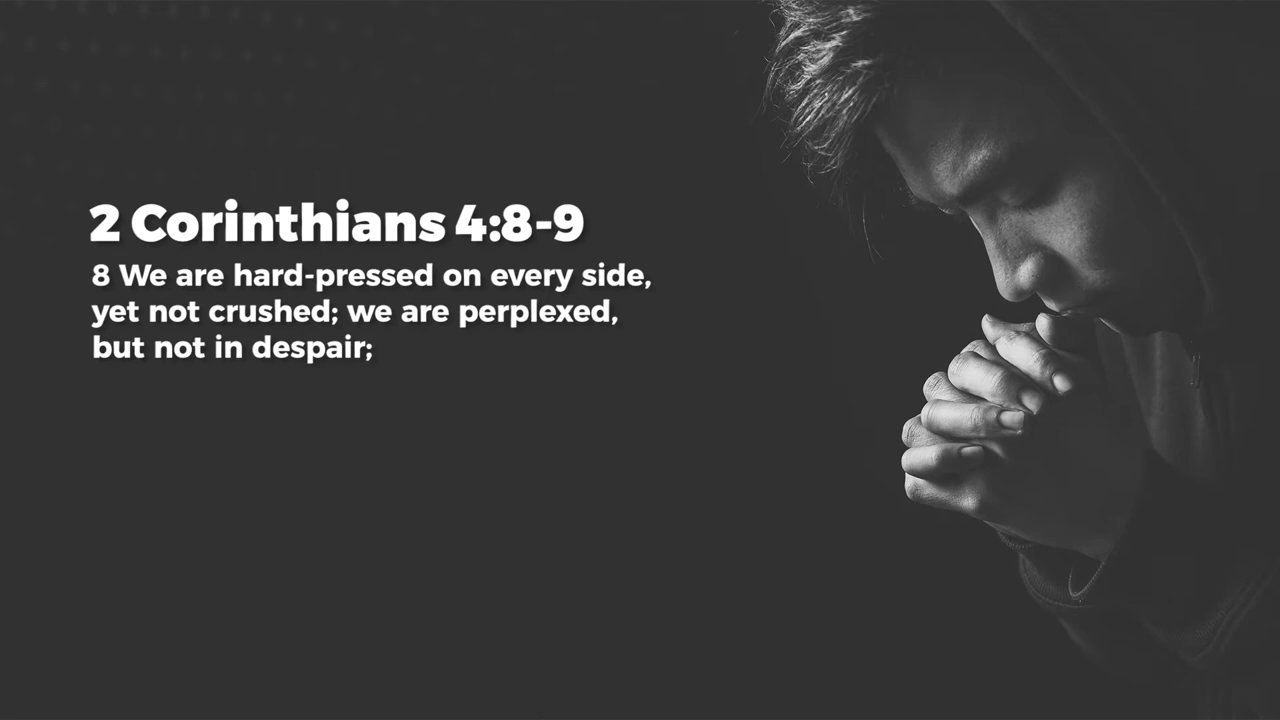 2 Corinthians 4:8-9
8 We are hard-pressed on every side,
yet not crushed; we are perplexed,
but not in despair;